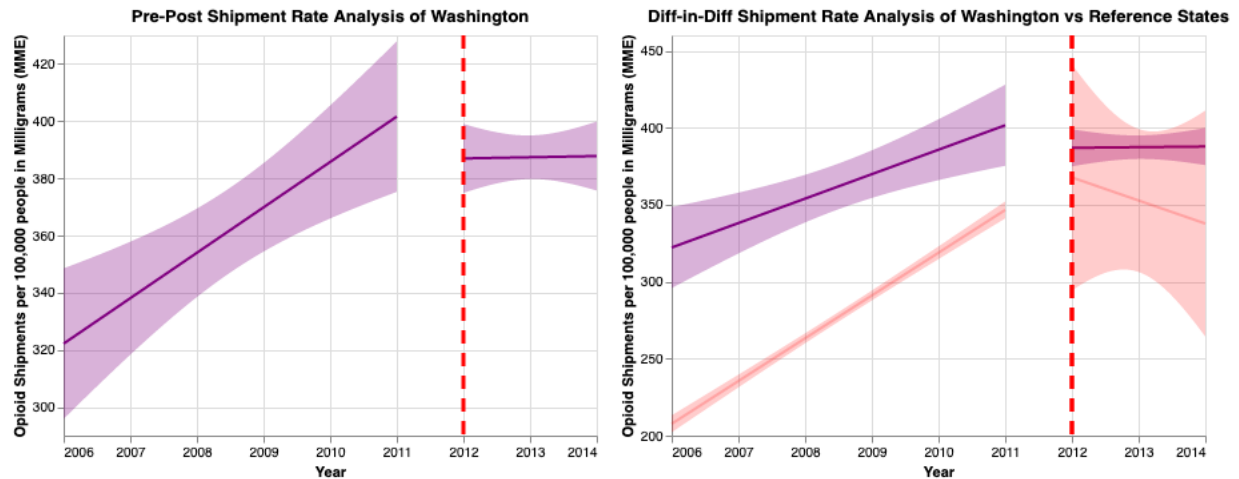 Pre-Post Shipment Rate Analysis of Washington
Opioid Shipments per 100,000 people in Milligrams (MME)
420
400
380
360
340
320
300
2006 2007 2008 2009 2010 2011 2012 2013 2014
Year
Diff-in-Diff Shipment Rate Analysis of Washington vs Reference States
Opioid Shipments per 100,000 people in Milligrams (MME)
450
400
350
300
250
200
2006 2007 2008 2009 2010 2011 2012 2013 2014
Year